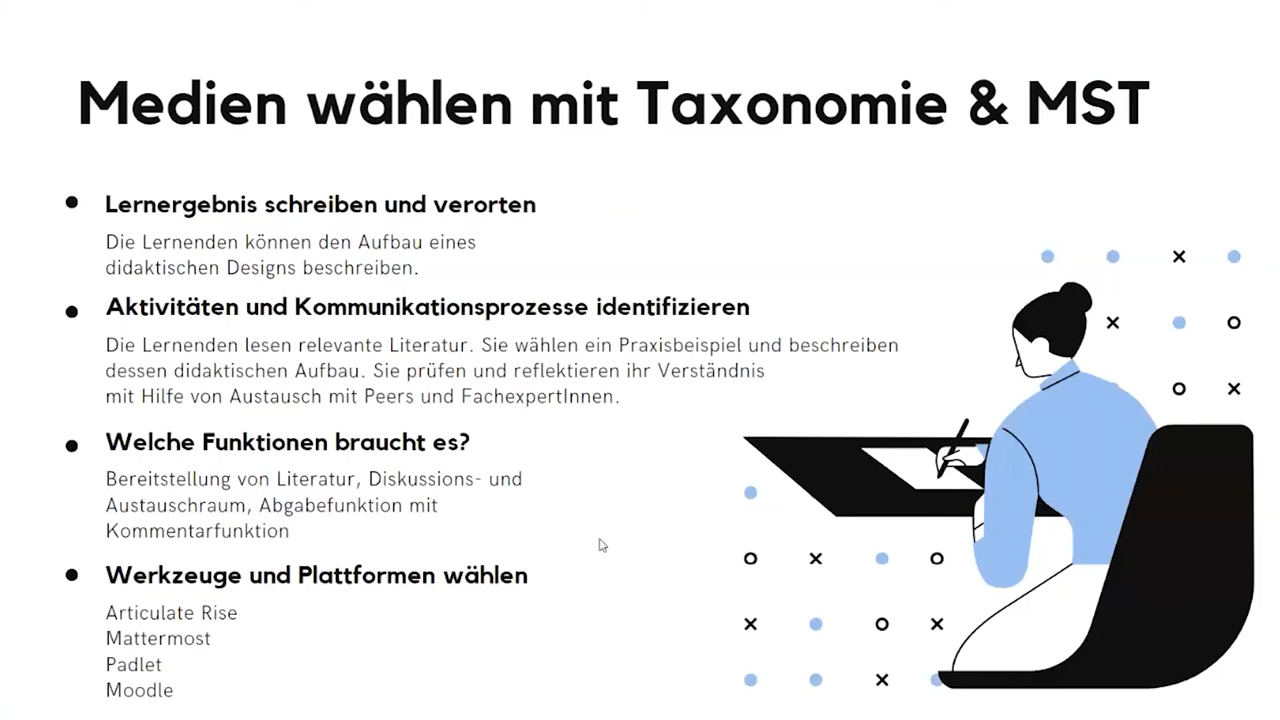 Medien wählen mit Taxonomie & MST
Lernergebnis schreiben und verorten
Die Lernenden können den Aufbau eines
didaktischen Designs beschreiben.
Aktivitäten und Kommunikationsprozesse identifizieren
Die Lernenden lesen relevante Literatur. Sie wählen ein Praxisbeispiel und beschreiben
dessen didaktischen Aufbau. Sie prüfen und reflektieren ihr Verständnis
mit Hilfe von Austausch mit Peers und FachexpertInnen.
Welche Funktionen braucht es?
Bereitstellung von Literatur, Diskussions- und
Austauschraum, Abgabefunktion mit
Kommentarfunktion
Werkzeuge und Plattformen wählen
Articulate Rise
Mattermost
Padlet
Moodle